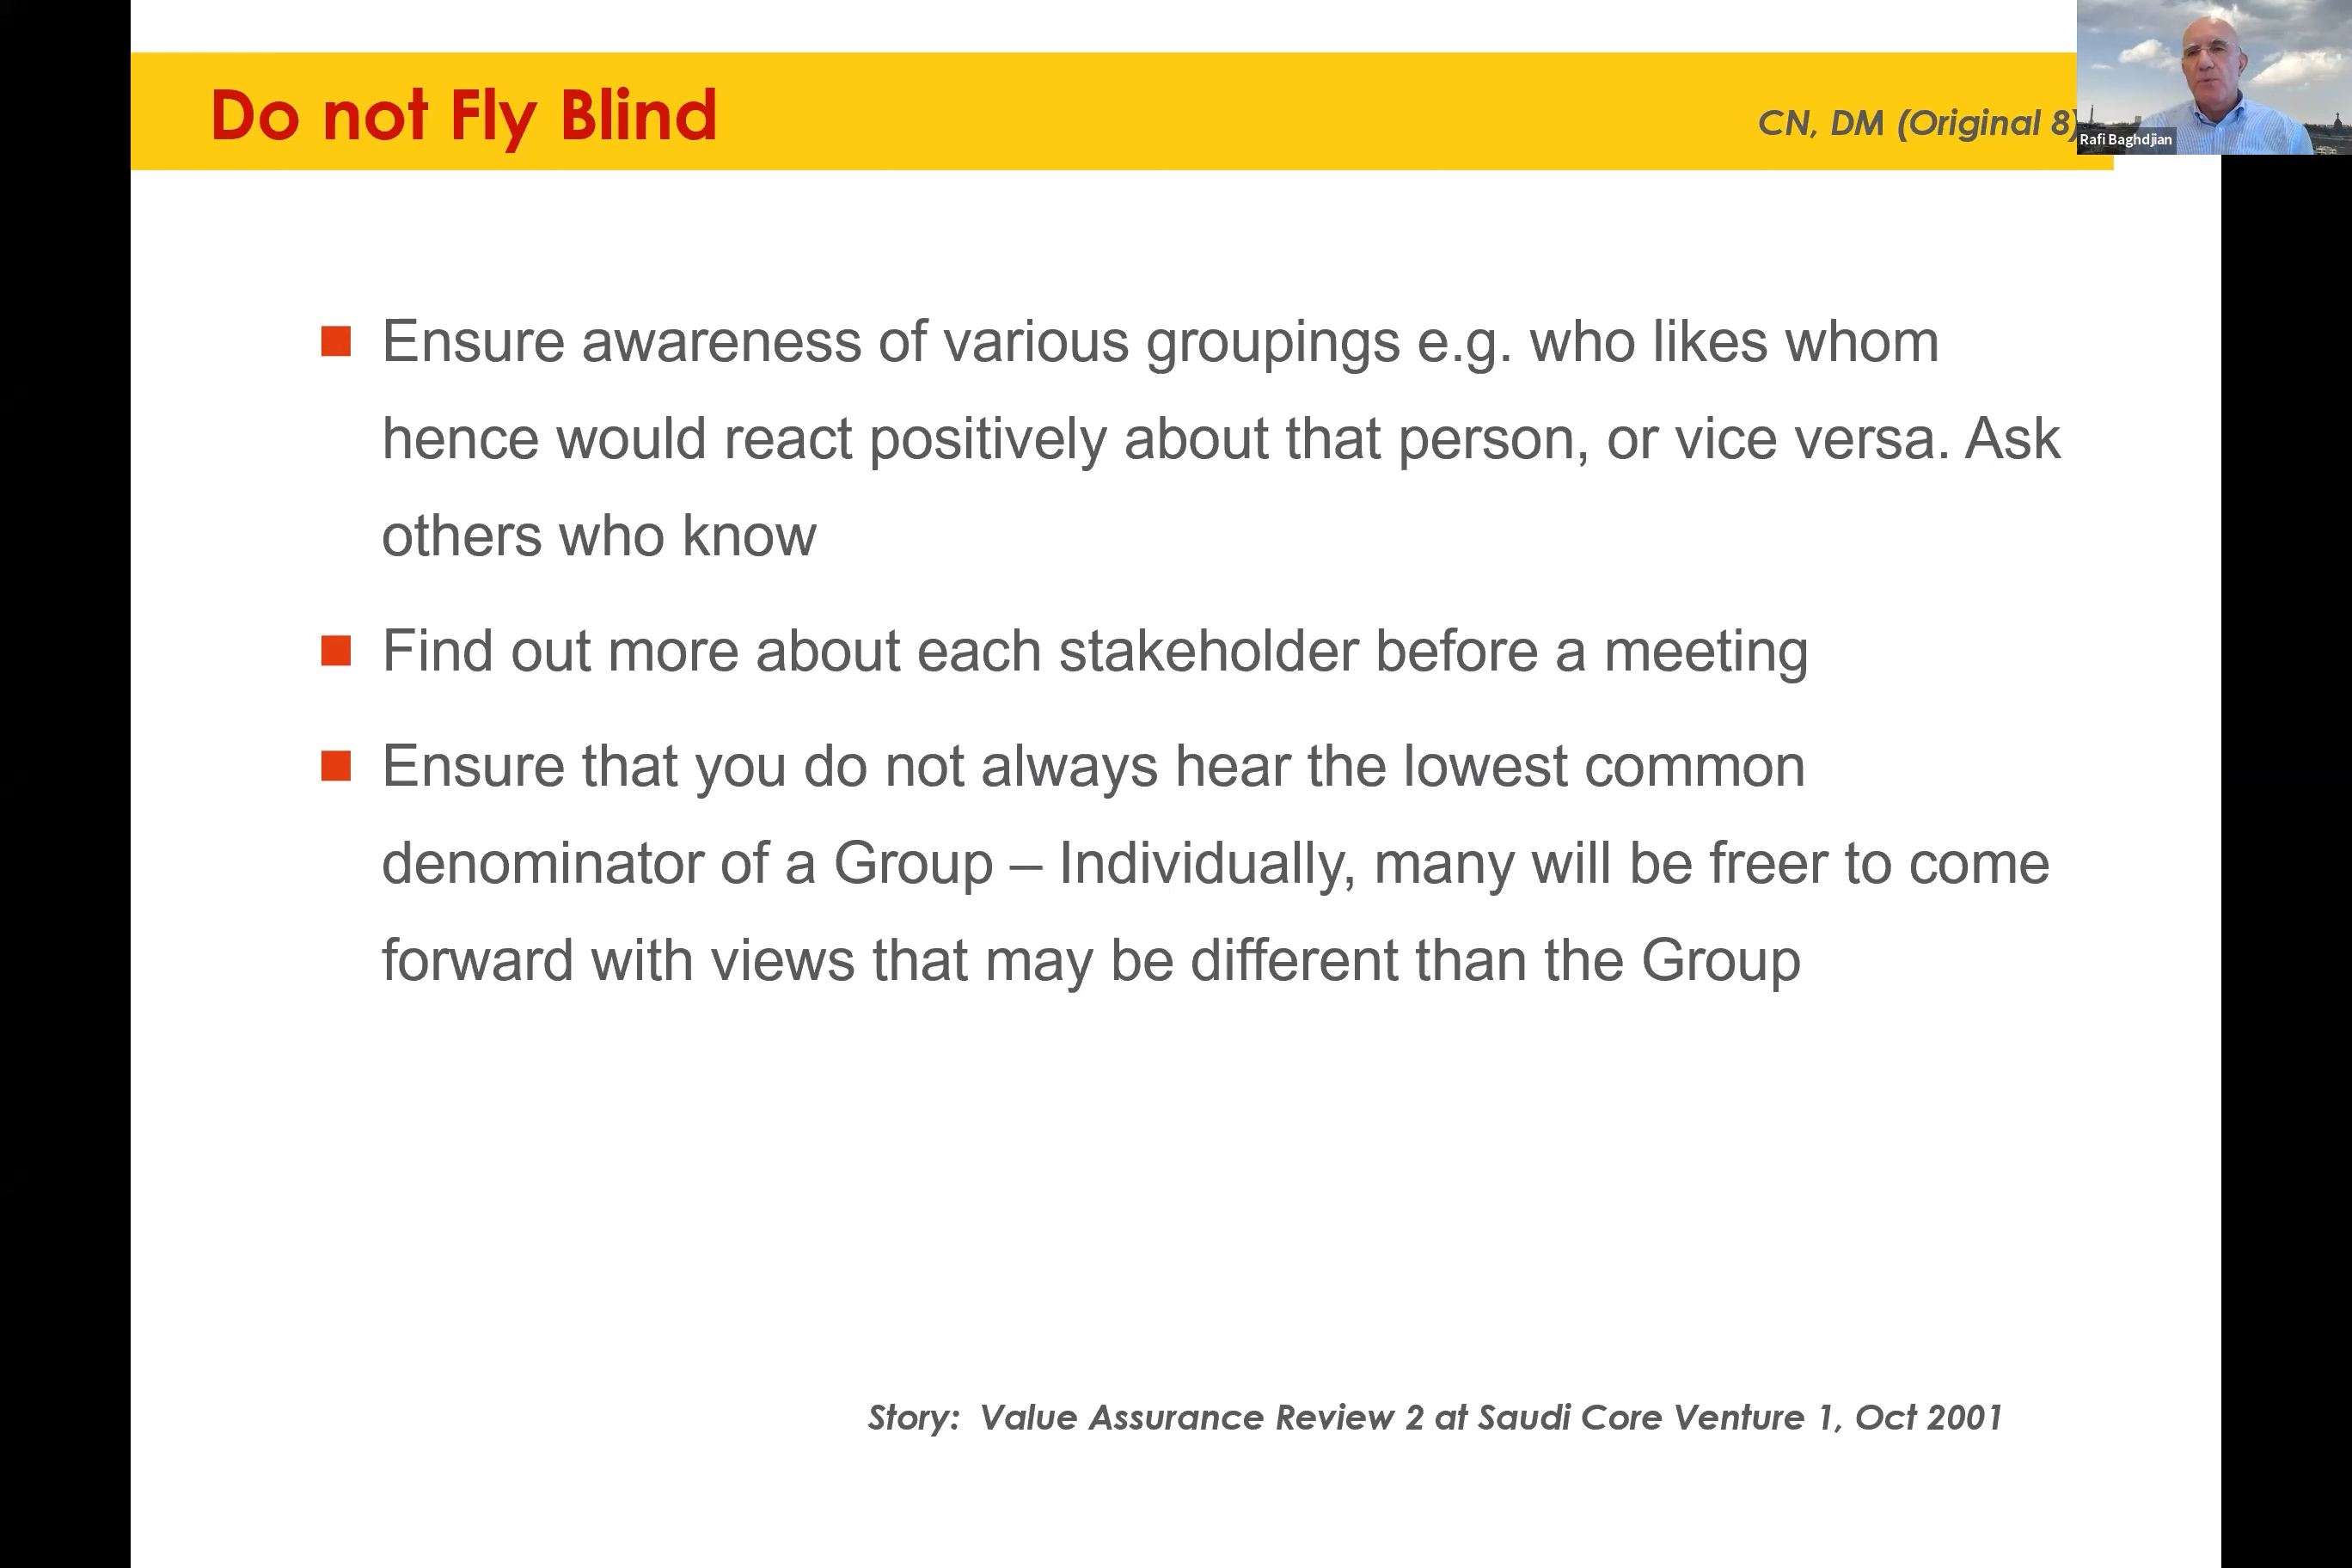 Do not Fly Blind
CN, DM (Original 8)
Rafi Baghdjian
Ensure awareness of various groupings e.g. who likes whom
hence would react positively about that person, or vice versa. Ask
others who know
Find out more about each stakeholder before a meeting
Ensure that you do not always hear the lowest common
denominator of a Group – Individually, many will be freer to come
forward with views that may be different than the Group
Story:  Value Assurance Review 2 at Saudi Core Venture 1, Oct 2001